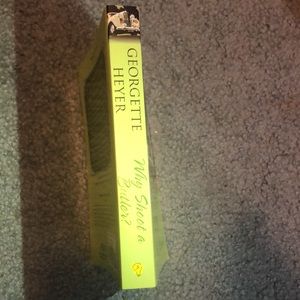 GEORGETTE
HEYER
Why Shoot a
Butler?